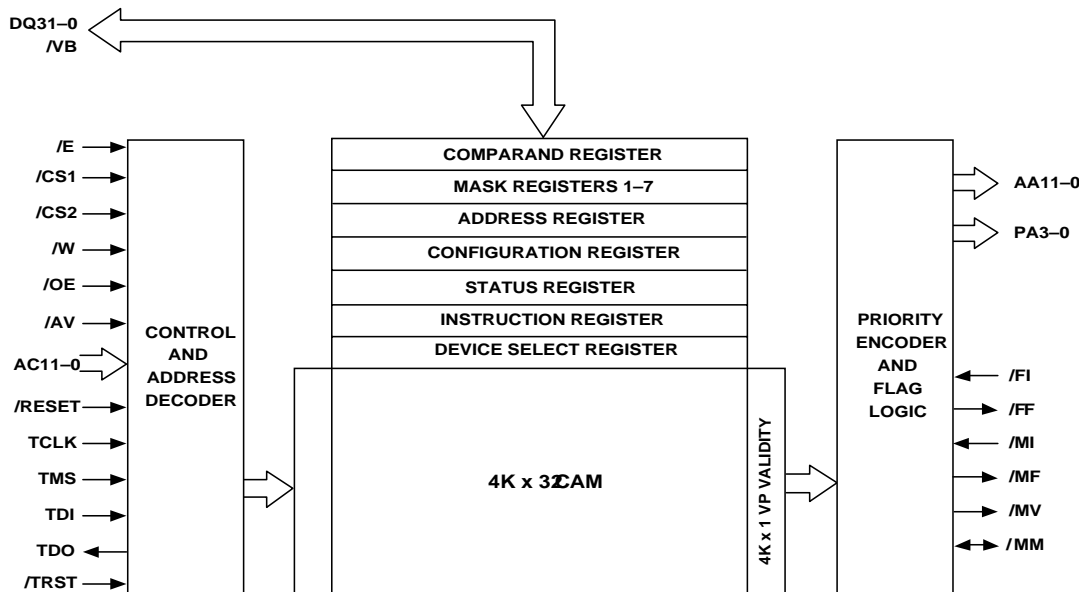 DQ31–0
/VB
/E
/CS1
/CS2
/W
/OE
/AV
AC11–0
/RESET
TCLK
TMS
TDI
TDO
/TRST
CONTROL
AND
ADDRESS
DECODER
COMPARAND REGISTER
MASK REGISTERS 1–7
ADDRESS REGISTER
CONFIGURATION REGISTER
STATUS REGISTER
INSTRUCTION REGISTER
DEVICE SELECT REGISTER
4K x 32CAM
4K x 1 VP VALIDITY
PRIORITY
ENCODER
AND
FLAG
LOGIC
AA11–0
PA3–0
/FI
/FF
/MI
/MF
/MV
/MM